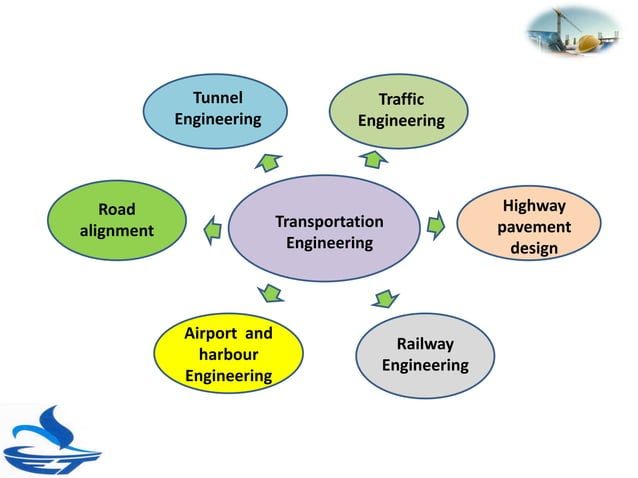 Tunnel
Engineering
Traffic
Engineering
Road
alignment
Transportation
Engineering
Highway
pavement
design
Airport and
harbour
Engineering
Railway
Engineering